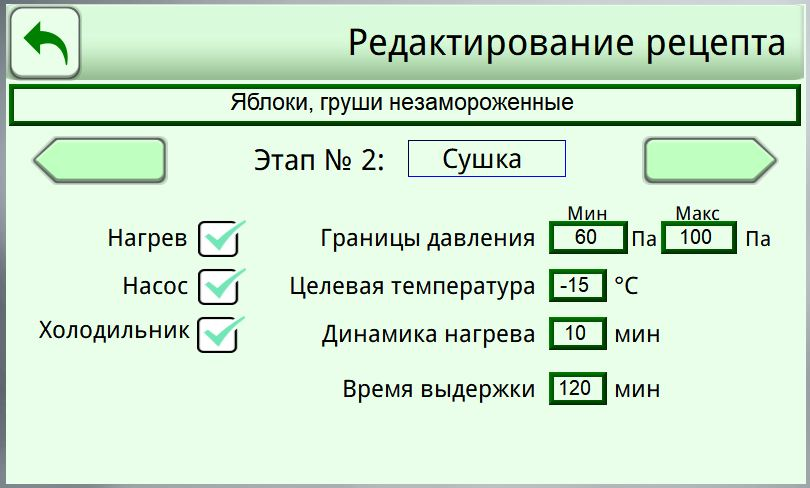 Редактирование рецепта
Яблоки, груши незамороженные
Этап № 2: Сушка
Мин Макс
Нагрев Границы давления 60 Па 100 Па
Насос Целевая температура -15 °C
Холодильник Динамика нагрева 10 мин
Время выдержки 120 мин